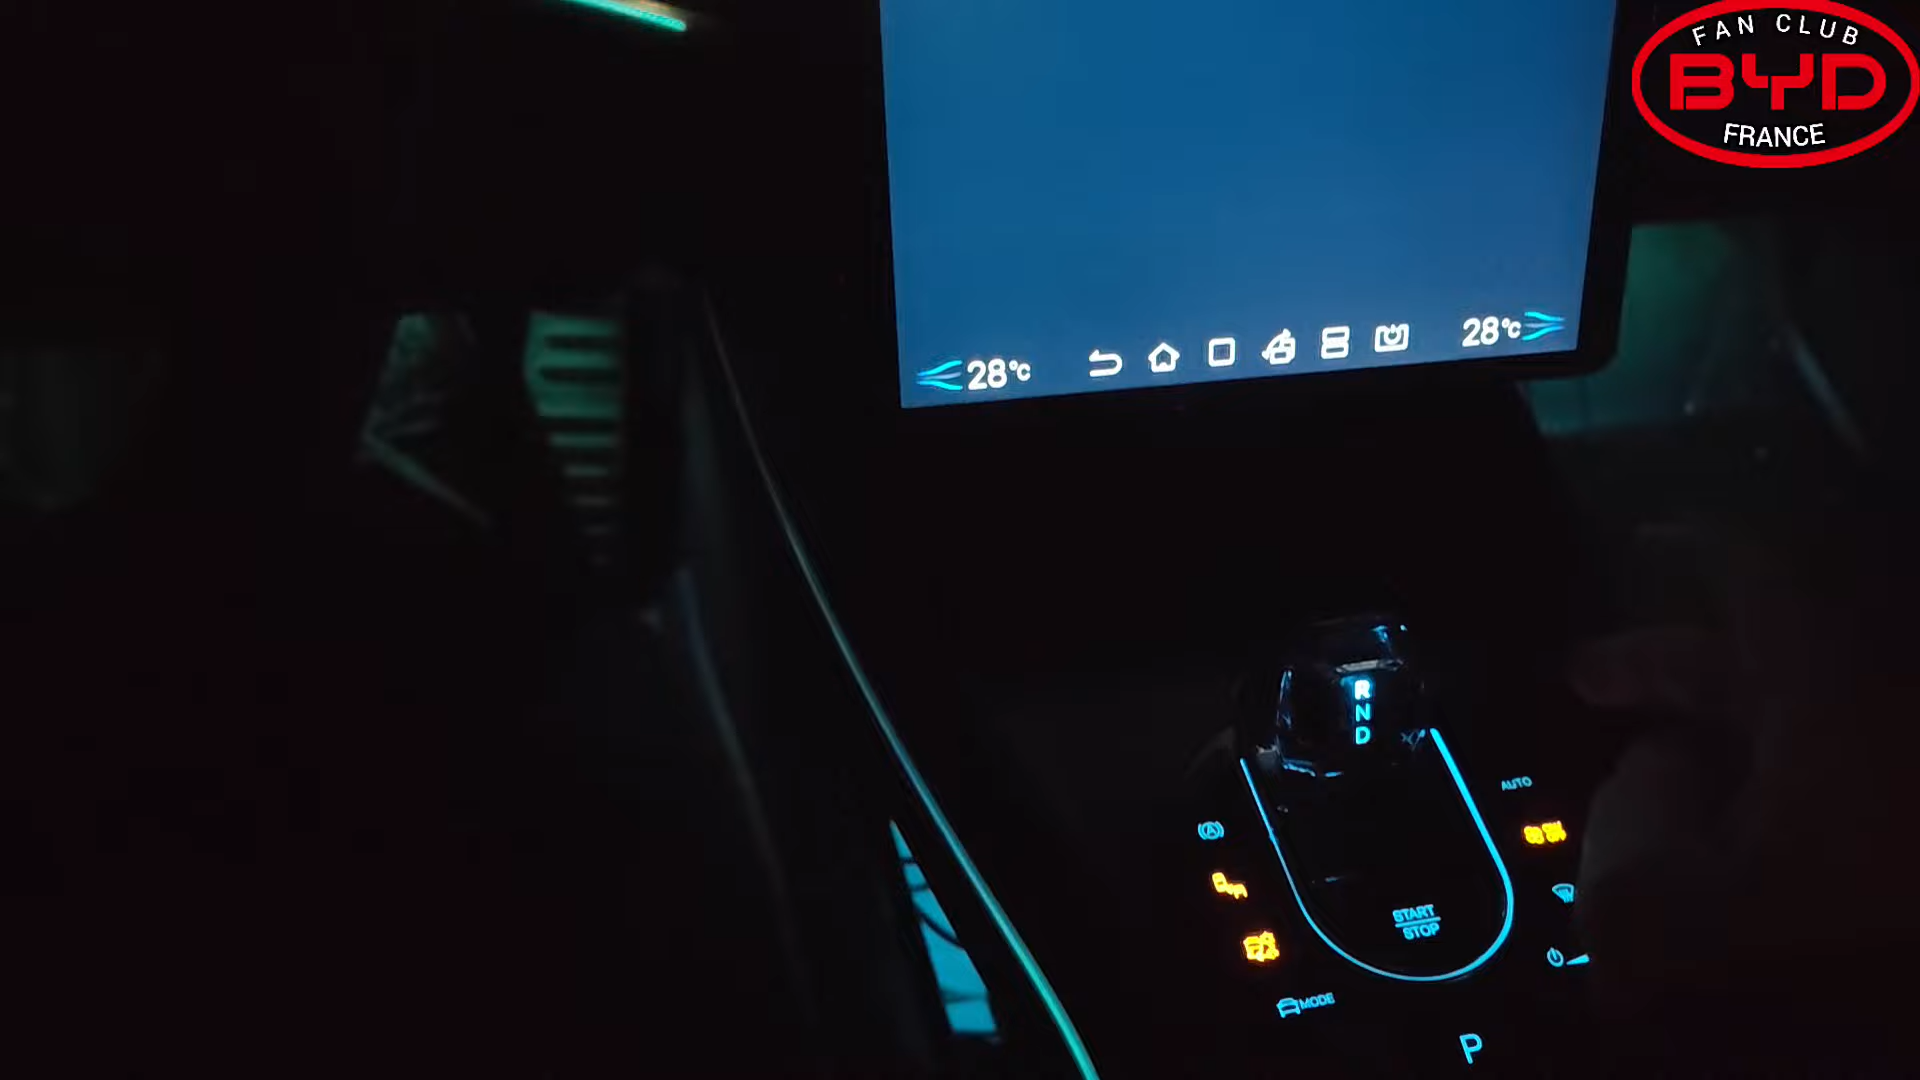 FAN CLUB
BYD
FRANCE
28°C
28°C
R
N
D
AUTO
START
STOP
MODE
P